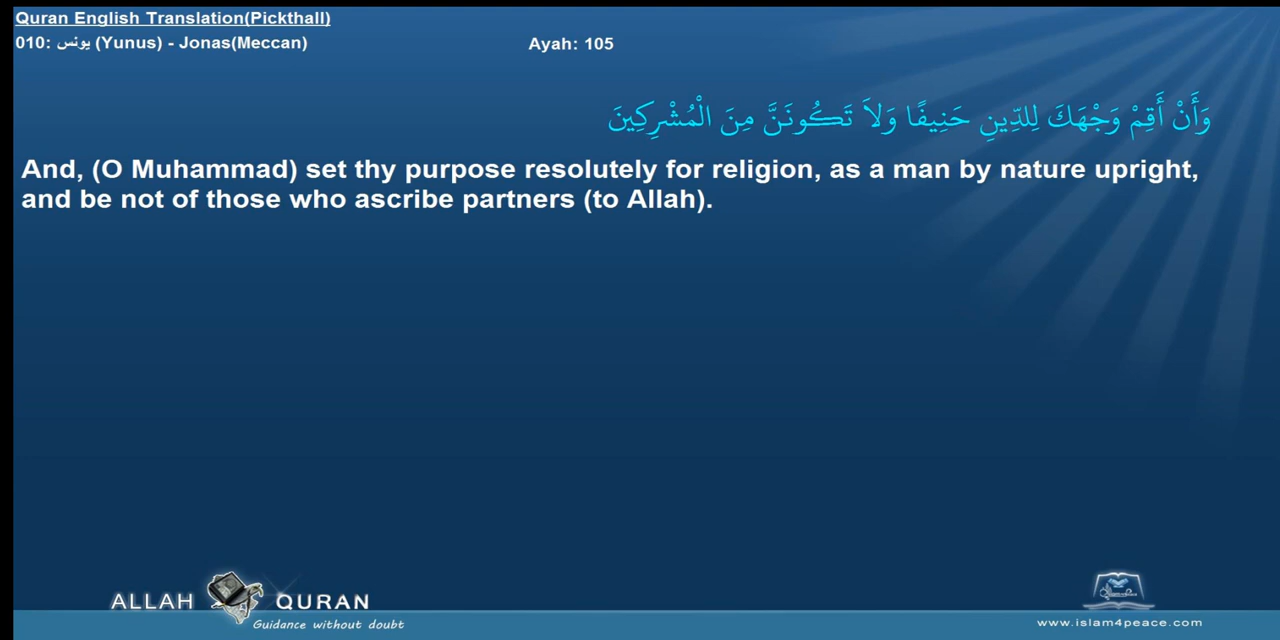 Quran English Translation(Pickthall)
010: يونس (Yunus) - Jonas(Meccan)
Ayah: 105
وَأَنْ أَقِمْ وَجْهَكَ لِلدِّينِ حَنِيفًا وَلاَ تَكُونَنَّ مِنَ الْمُشْرِكِينَ
And, (O Muhammad) set thy purpose resolutely for religion, as a man by nature upright,
and be not of those who ascribe partners (to Allah).
ALLAH QURAN
Guidance without doubt
www.islam4peace.com